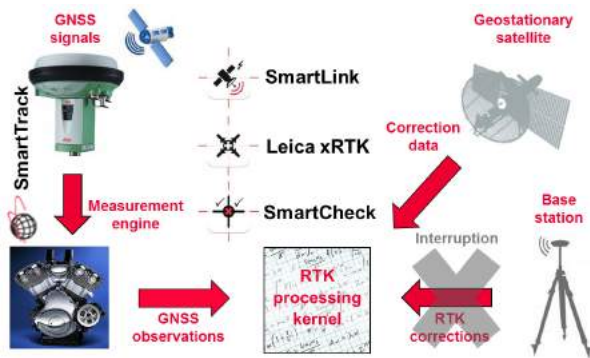 GNSS
signals
Geostationary
satellite
SmartLink
SmartTrack
Leica xRTK
Correction
data
Measurement
engine
SmartCheck
Base
station
Interruption
RTK
processing
kernel
GNSS
observations
RTK
corrections